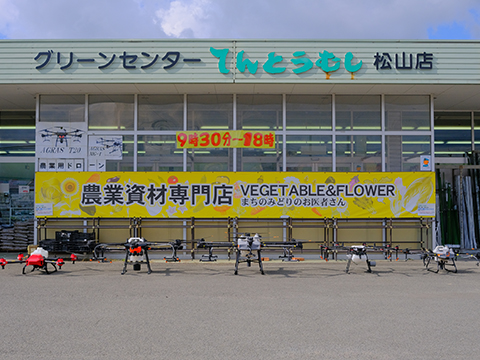 グリーンセンター てんとうむし 松山店
AGRAS T20
農業用ドローン
9時30分〜18時
農業資材専門店 VEGETABLE&FLOWER
まちのみどりのお医者さん